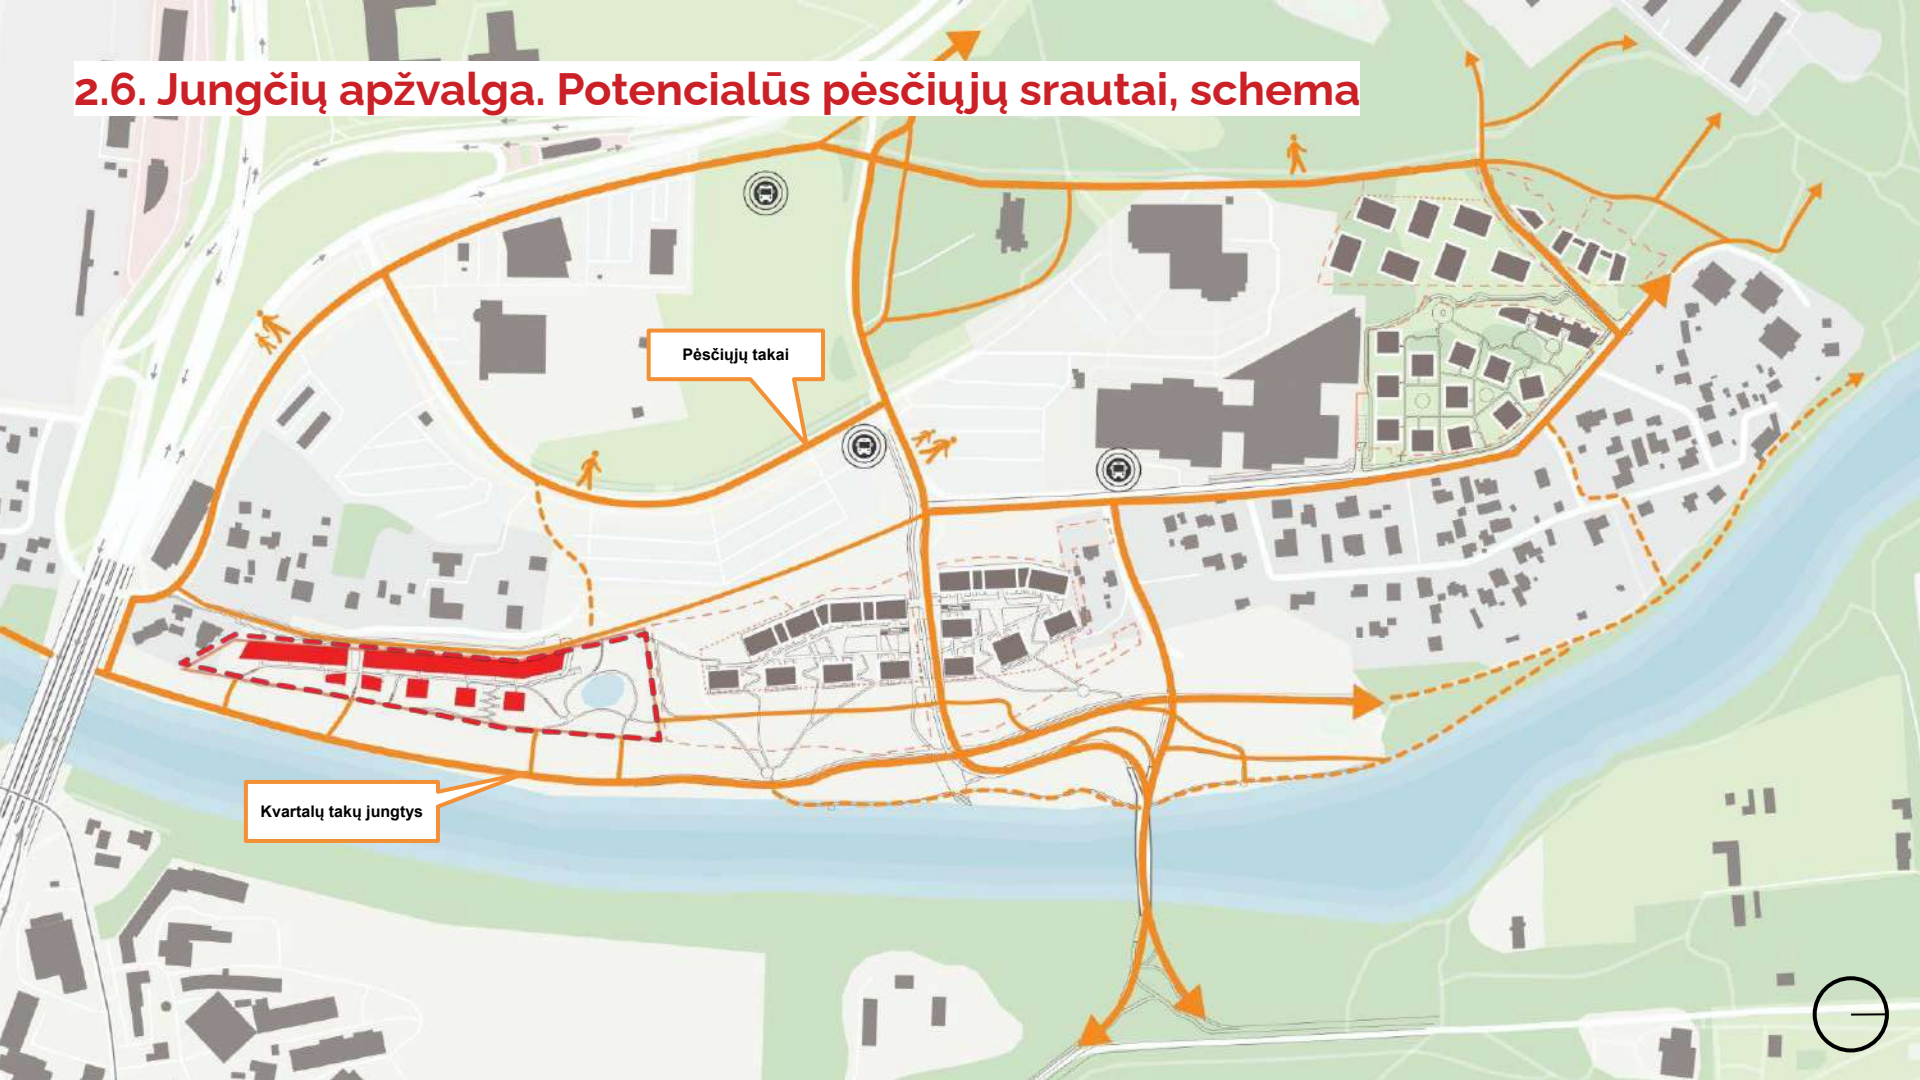 2.6. Jungčių apžvalga. Potencialūs pėsčiųjų srautai, schema
Pėsčiųjų takai
Kvartalų takų jungtys